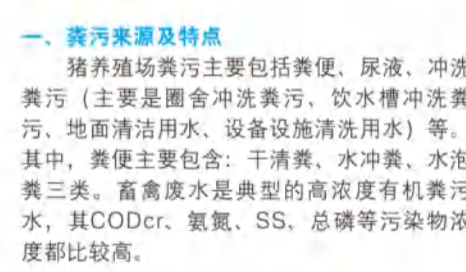 一、粪污来源及特点
猪养殖场粪污主要包括粪便、尿液、冲洗
粪污（主要是圈舍冲洗粪污、饮水槽冲洗粪
污、地面清洁用水、设备设施清洗用水）等。
其中，粪便主要包含：干清粪、水冲粪、水泡
粪三类。畜禽废水是典型的高浓度有机粪污
水，其CODcr、氨氮、SS、总磷等污染物浓
度都比较高。